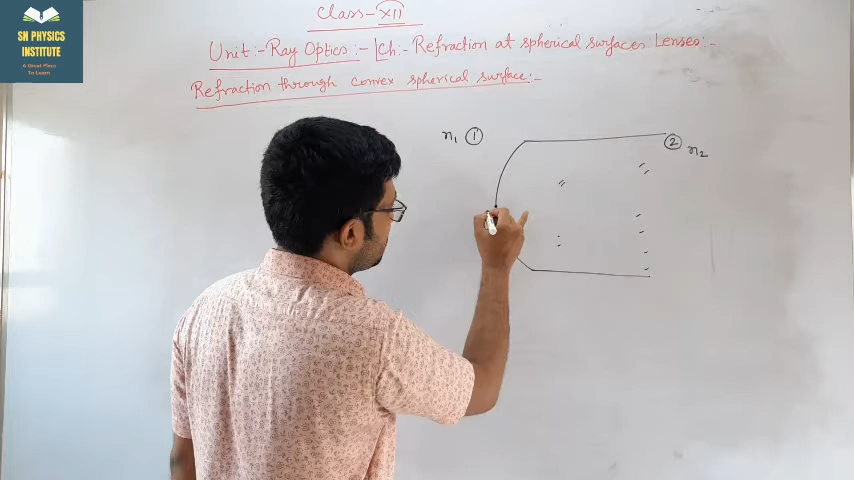 SN PHYSICS
INSTITUTE
A Great Place
To Learn
Class-XII
Unit:- Ray Optics:- Ch:- Refraction at spherical surfaces Lenses:-
Refraction through convex spherical surface:-
n₁ ①
② n₂